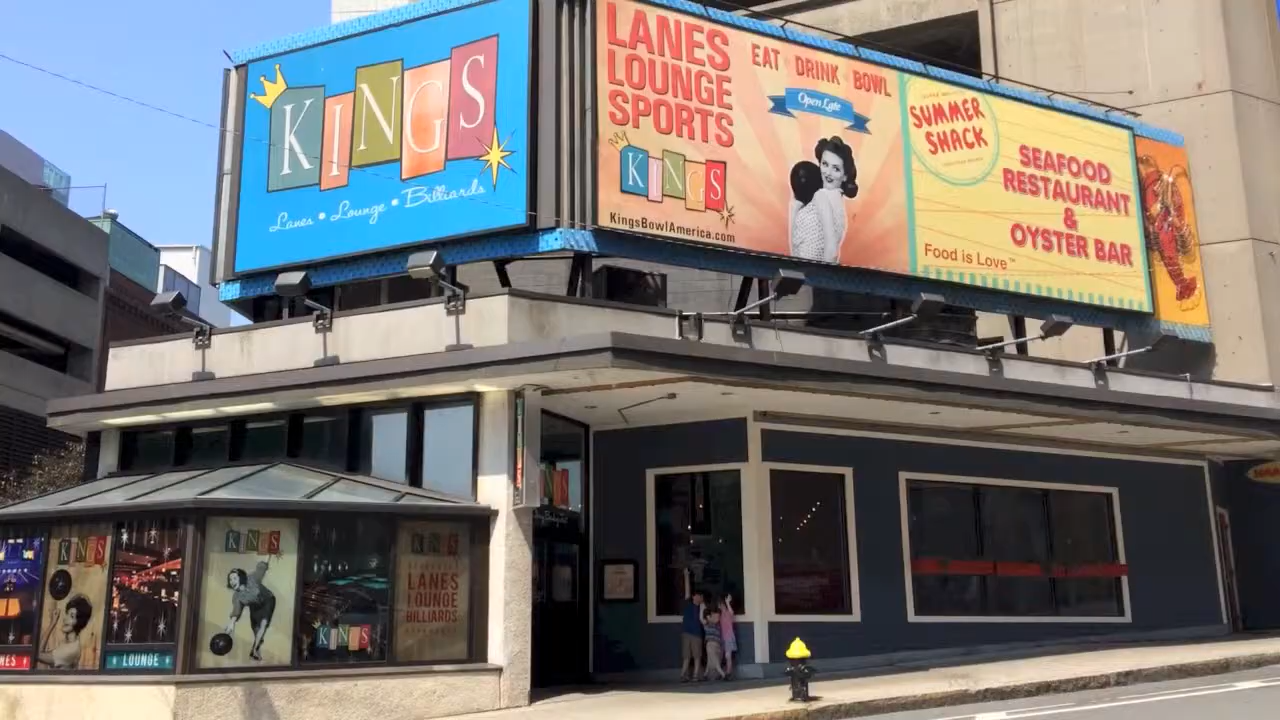 KINGS
Lanes • Lounge • Billiards
LANES
LOUNGE
SPORTS
KINGS
KingsBowlAmerica.com
EAT DRINK BOWL
Open Late
SUMMER
SHACK
SEAFOOD
RESTAURANT
&
OYSTER BAR
Food is Love™
KINGS
LOUNGE
KINGS
KINGS
KINGS
LANES
LOUNGE
BILLIARDS